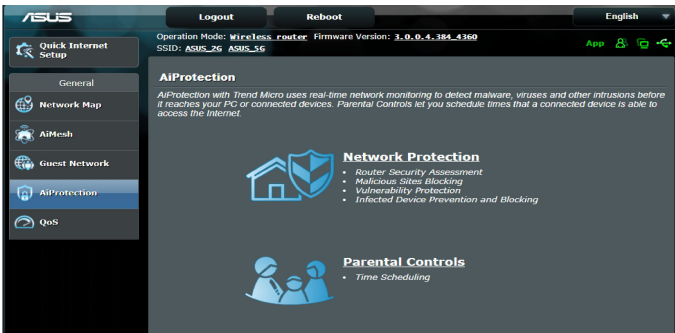 ASUS
Logout
Reboot
English
Quick Internet
Setup
Operation Mode: Wireless router Firmware Version: 3.0.0.4.384_4360
SSID: ASUS_2G ASUS_5G
App
General
Network Map
AiMesh
Guest Network
AiProtection
QoS
AiProtection
AiProtection with Trend Micro uses real-time network monitoring to detect malware, viruses and other intrusions before
it reaches your PC or connected devices. Parental Controls let you schedule times that a connected device is able to
access the Internet.
Network Protection
• Router Security Assessment
• Malicious Sites Blocking
• Vulnerability Protection
• Infected Device Prevention and Blocking
Parental Controls
• Time Scheduling